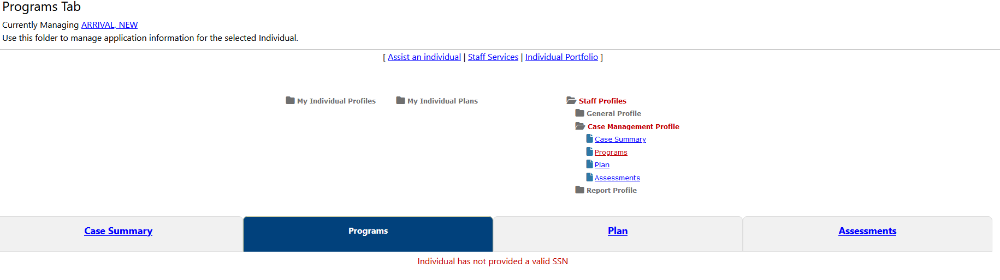 Programs Tab
Currently Managing ARRIVAL, NEW
Use this folder to manage application information for the selected Individual.
[ Assist an individual | Staff Services | Individual Portfolio ]
My Individual Profiles
My Individual Plans
Staff Profiles
General Profile
Case Management Profile
Case Summary
Programs
Plan
Assessments
Report Profile
Case Summary
Programs
Plan
Assessments
Individual has not provided a valid SSN